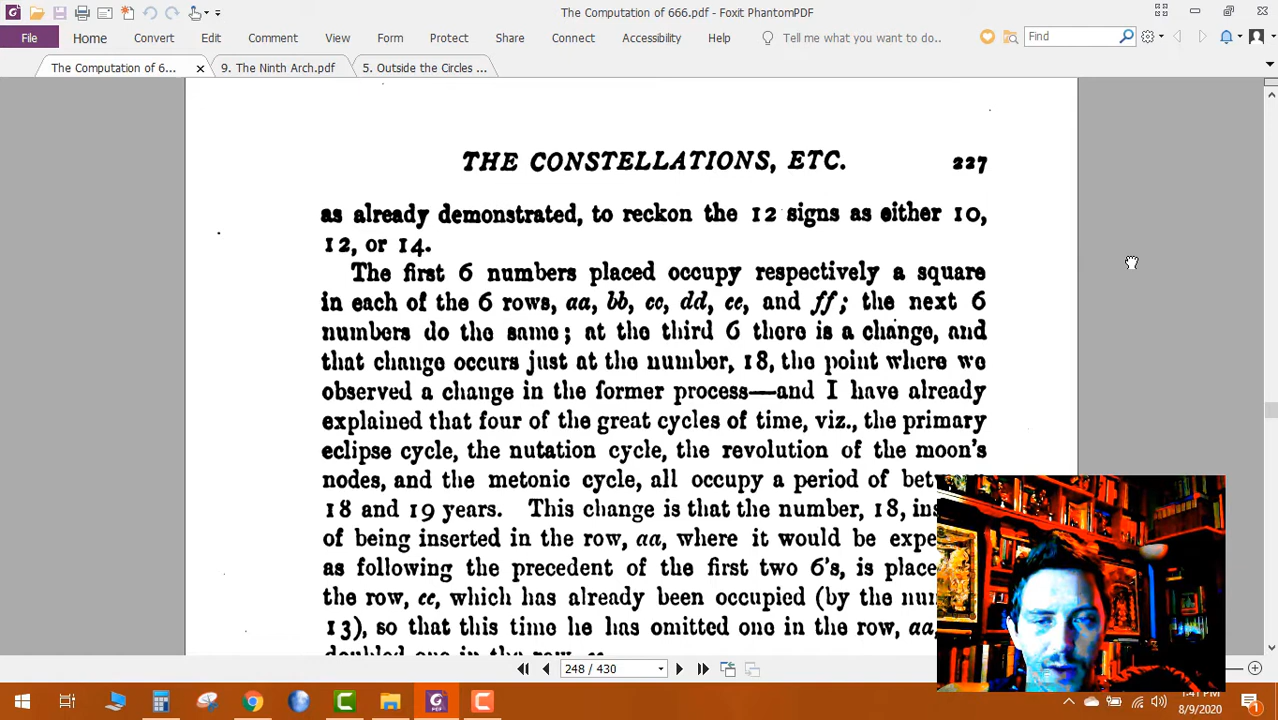 The Computation of 666.pdf - Foxit PhantomPDF
File Home Convert Edit Comment View Form Protect Share Connect Accessibility Help Tell me what you want to do.. Find
The Computation of 6... 9. The Ninth Arch.pdf 5. Outside the Circles ...
THE CONSTELLATIONS, ETC. 227
as already demonstrated, to reckon the 12 signs as either 10,
12, or 14.
The first 6 numbers placed occupy respectively a square
in each of the 6 rows, aa, bb, cc, dd, ee, and ff; the next 6
numbers do the same; at the third 6 there is a change, and
that change occurs just at the number, 18, the point where we
observed a change in the former process—and I have already
explained that four of the great cycles of time, viz., the primary
eclipse cycle, the nutation cycle, the revolution of the moon's
nodes, and the metonic cycle, all occupy a period of
18 and 19 years. This change is that the number, 18,
of being inserted in the row, aa, where it would be
as following the precedent of the first two 6's, is
the row, which has already been occupied (by the
13), so that this time he has omitted one in the row, aa,
doubled one in the row,
248 / 430
1:41 PM
8/9/2020